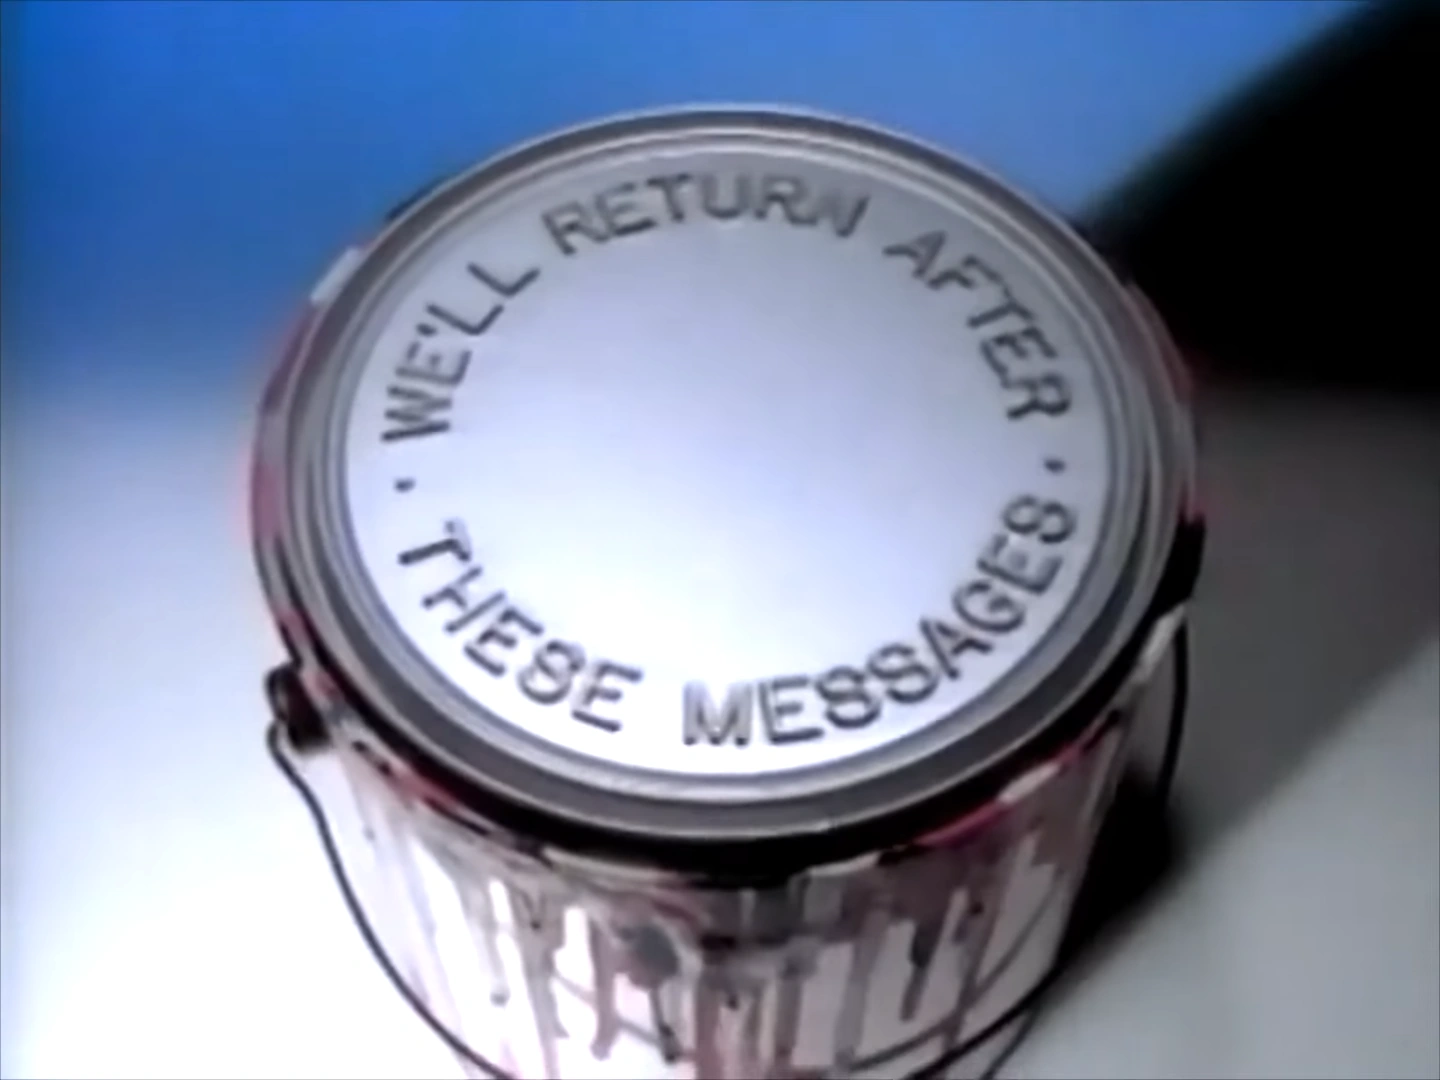 · WE'LL RETURN AFTER ·
THESE MESSAGES